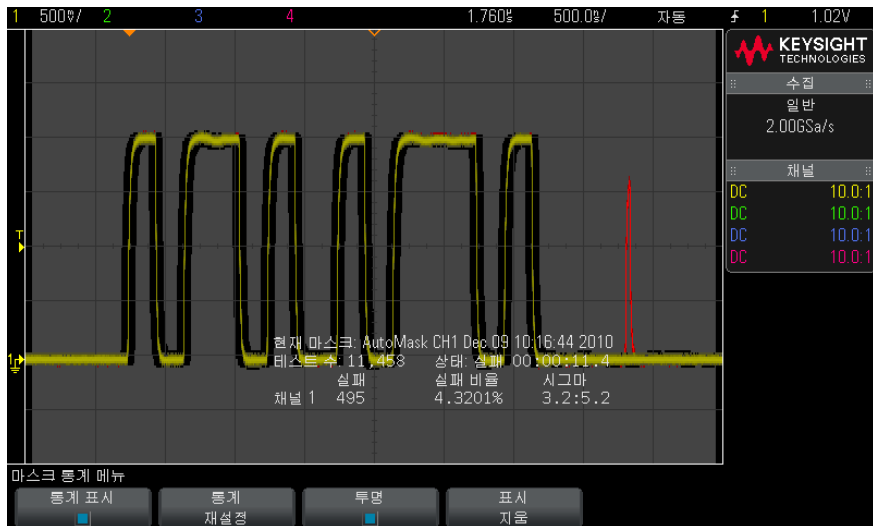 1 500%/ 2 3 4 1.760% 500.0%/ 자동 1 1.02V
KEYSIGHT
TECHNOLOGIES
수집
일반
2.00GSa/s
채널
DC 10.0:1
DC 10.0:1
DC 10.0:1
DC 10.0:1
T
1
현재 마스크: AutoMask CH1 Dec 09 10:16:44 2010
테스트 수: 11,458 상태: 실패 00:00:11.4
실패 실패 비율 시그마
채널 1 495 4.3201% 3.2:5.2
마스크 통계 메뉴
통계 표시 통계 투명 표시
재설정 지움